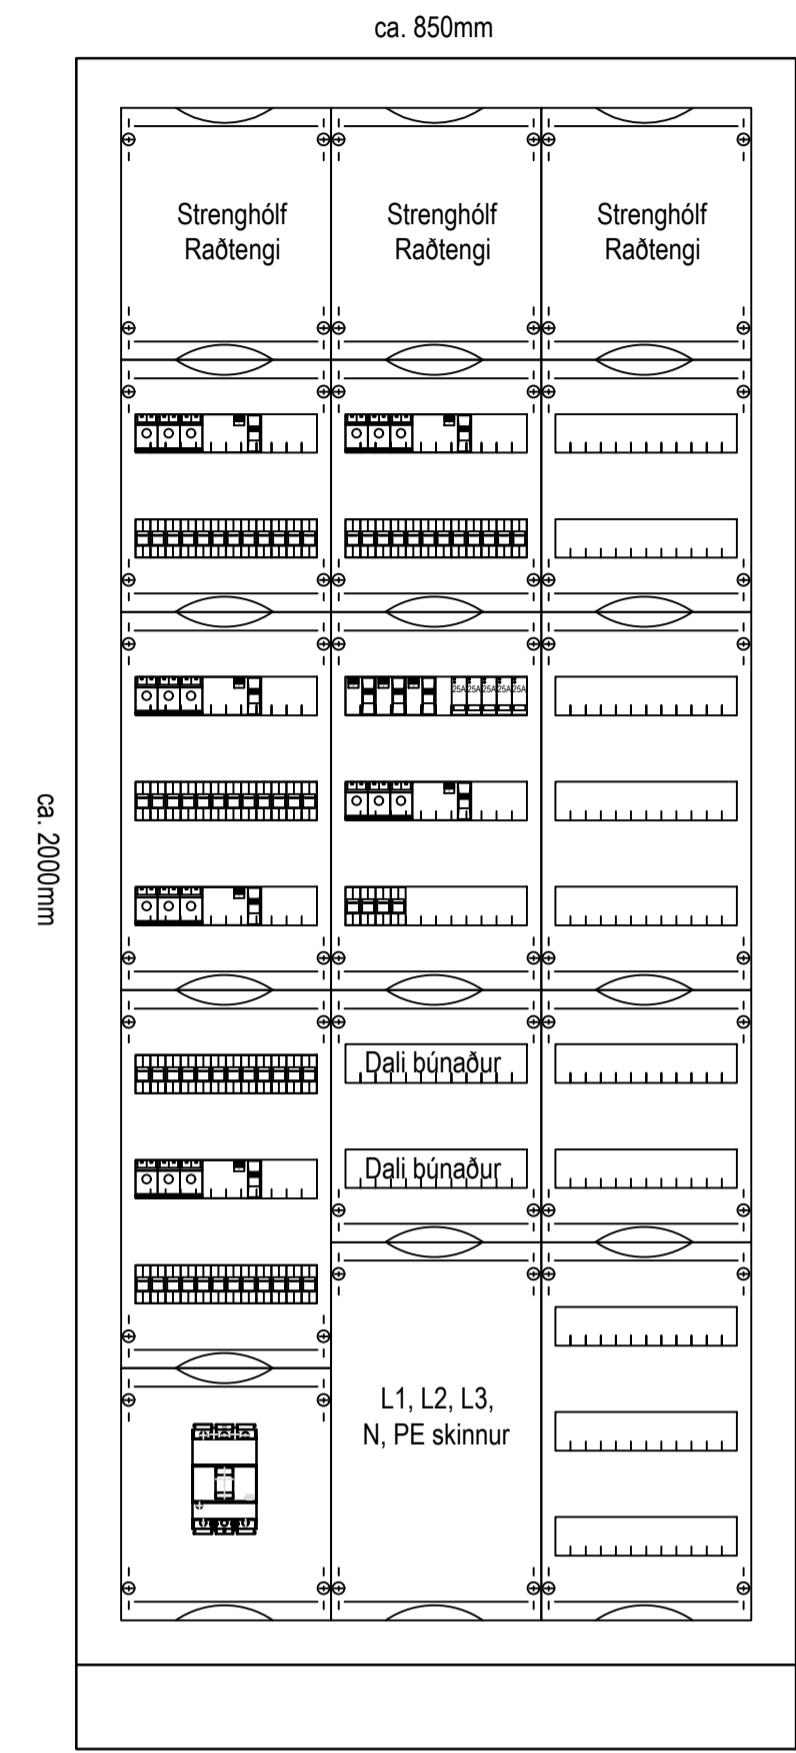 ca. 850mm
Strenghólf
Raðtengi
Strenghólf
Raðtengi
Strenghólf
Raðtengi
25A 25A 25A 25A 25A
ca. 2000mm
Dali búnaður
Dali búnaður
L1, L2, L3,
N, PE skinnur